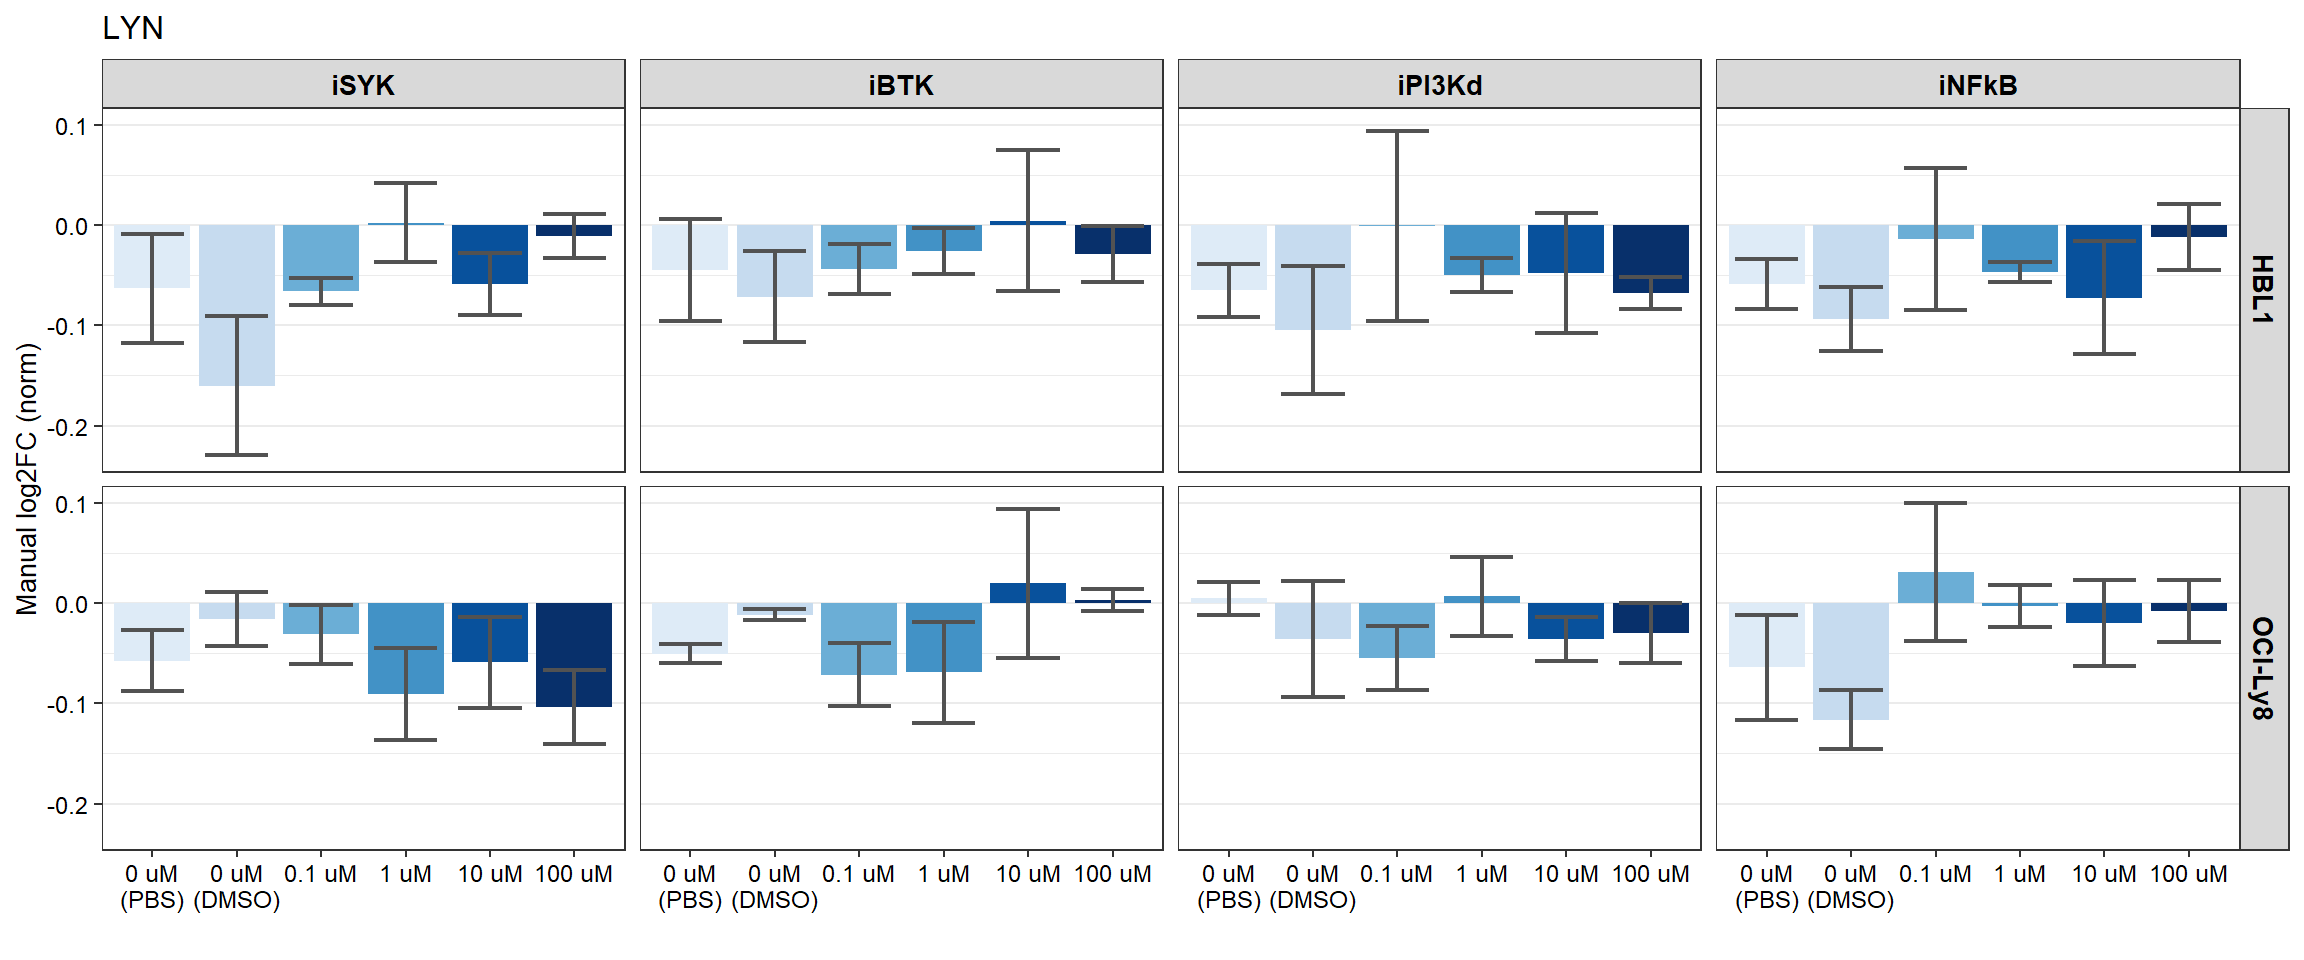 LYN
iSYK iBTK iPI3Kd iNFkB
Manual log2FC (norm)
0.1
0.0
-0.1
-0.2
HBL1
0.1
0.0
-0.1
-0.2
OCI-Ly8
0 uM 0 uM 0.1 uM 1 uM 10 uM 100 uM 0 uM 0 uM 0.1 uM 1 uM 10 uM 100 uM 0 uM 0 uM 0.1 uM 1 uM 10 uM 100 uM 0 uM 0 uM 0.1 uM 1 uM 10 uM 100 uM
(PBS) (DMSO) (PBS) (DMSO) (PBS) (DMSO) (PBS) (DMSO)